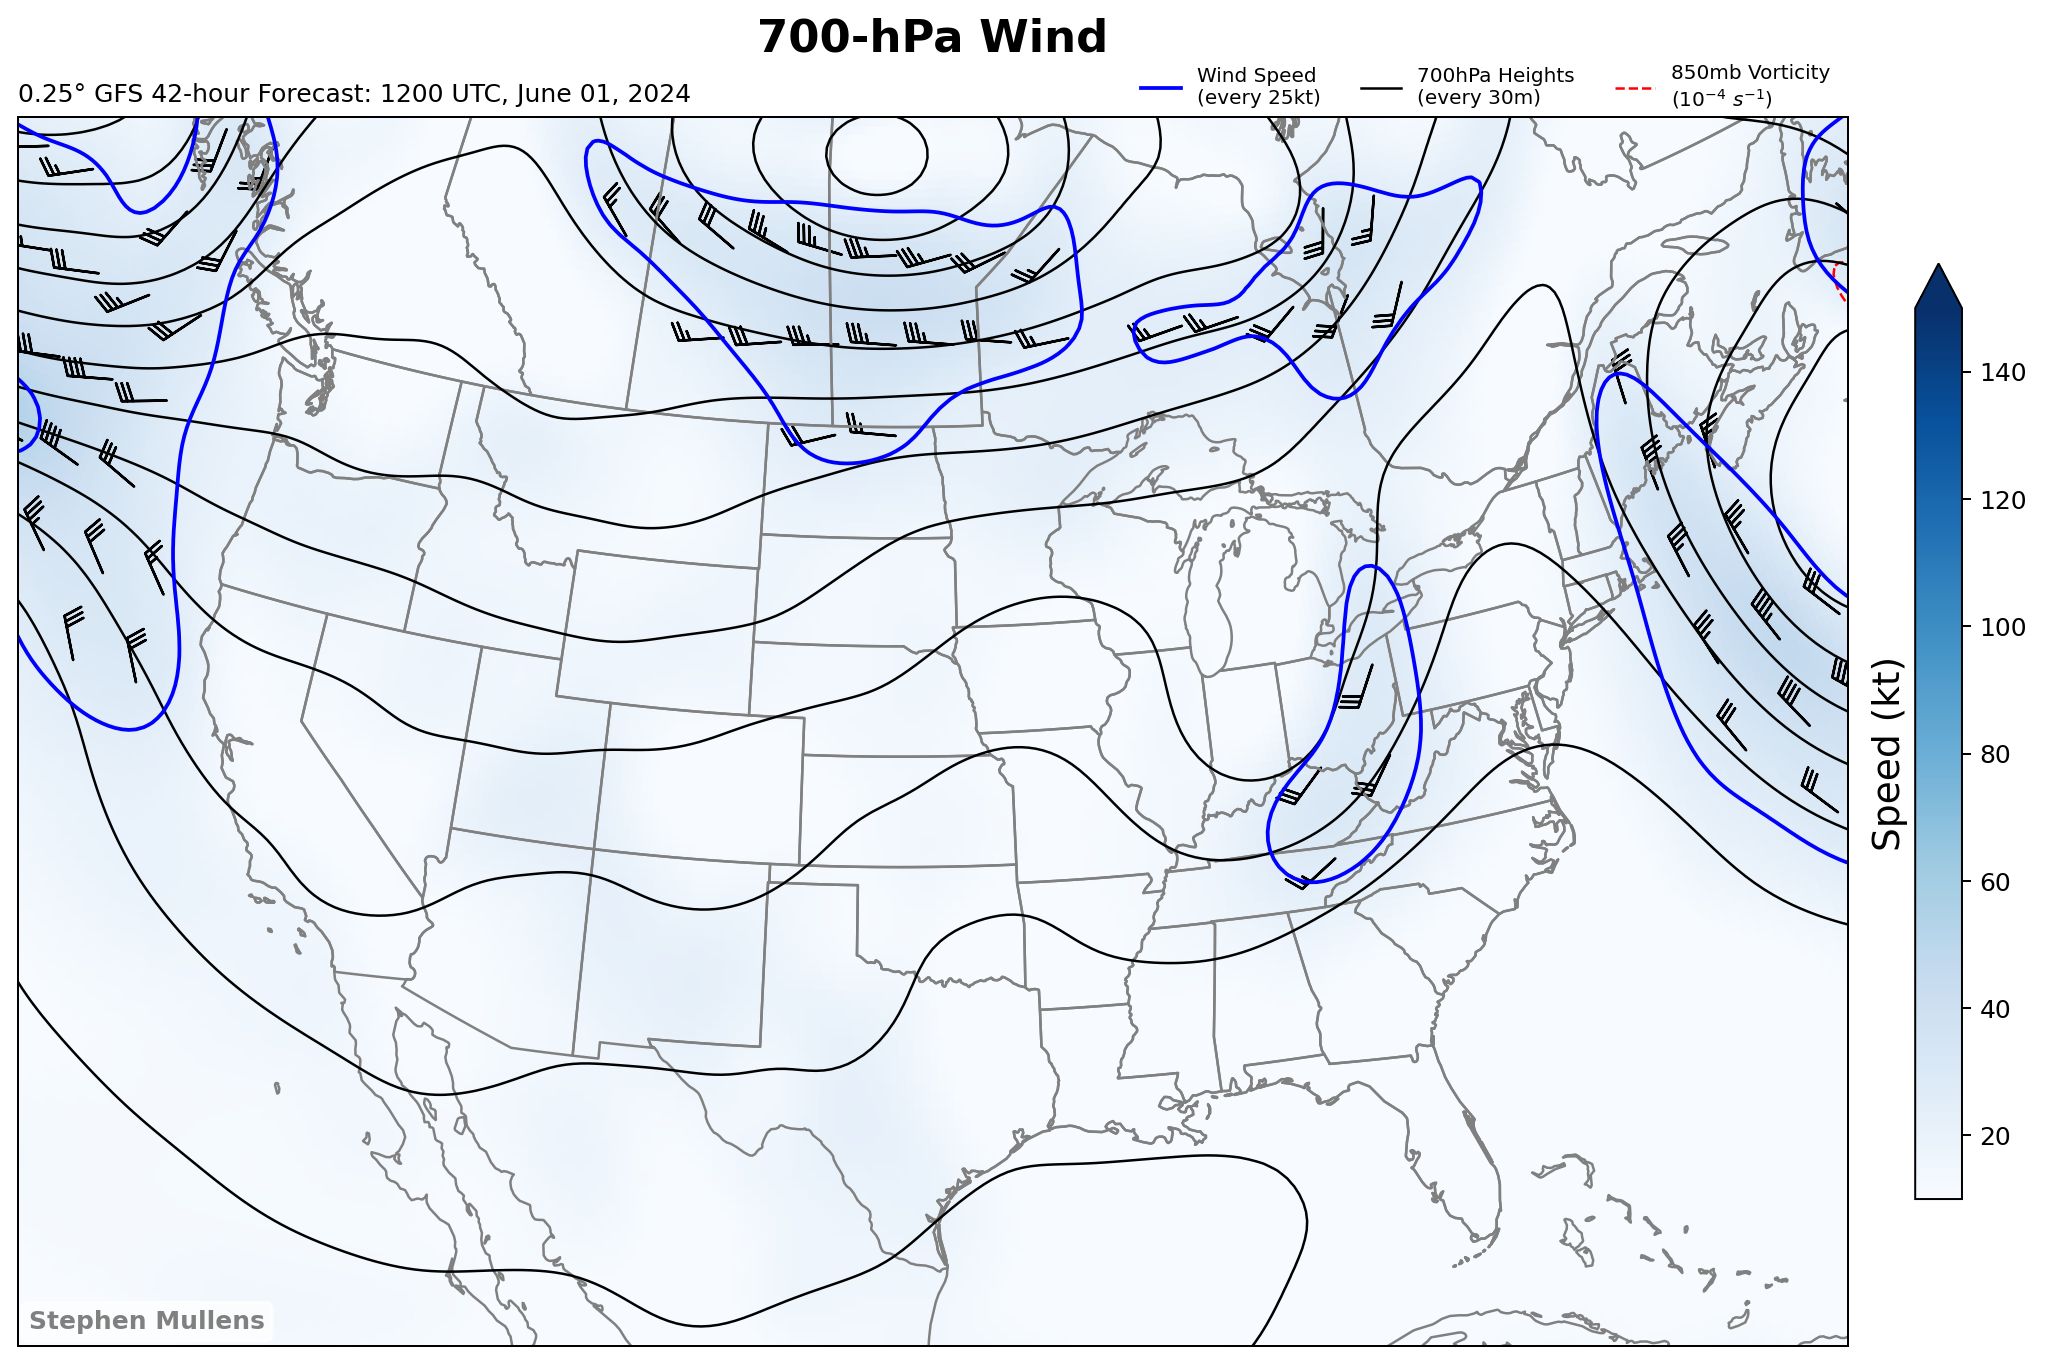 700-hPa Wind
0.25° GFS 42-hour Forecast: 1200 UTC, June 01, 2024
Wind Speed
(every 25kt)
700hPa Heights
(every 30m)
850mb Vorticity
(10⁻⁴ s⁻¹)
140
120
100
80
60
40
20
Speed (kt)
Stephen Mullens